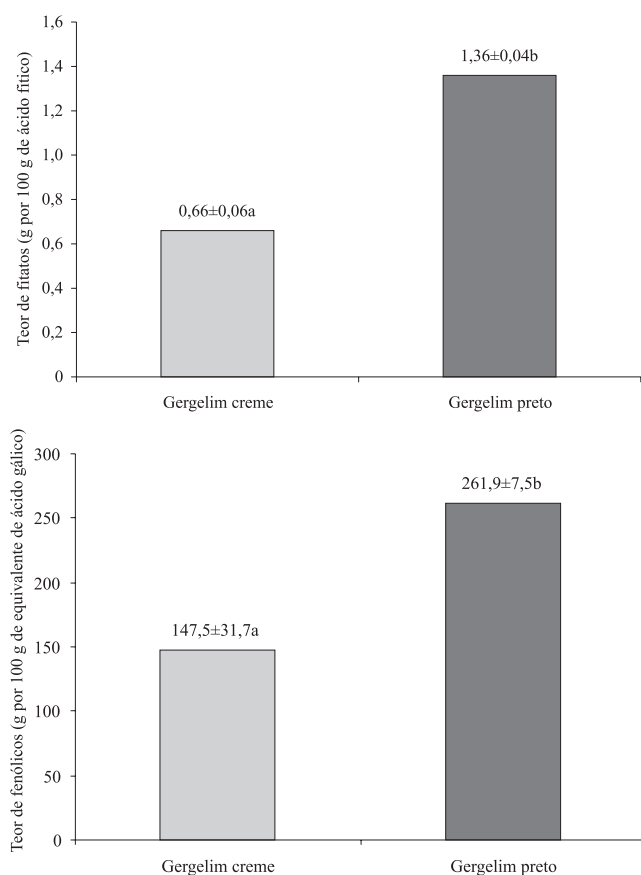 Teor de fitatos (g por 100 g de ácido fítico)
1,6
1,4
1,2
1,0
0,8
0,6
0,4
0,2
0
0,66±0,06a
1,36±0,04b
Gergelim creme
Gergelim preto
Teor de fenólicos (g por 100 g de equivalente de ácido gálico)
300
250
200
150
100
50
0
147,5±31,7a
261,9±7,5b
Gergelim creme
Gergelim preto